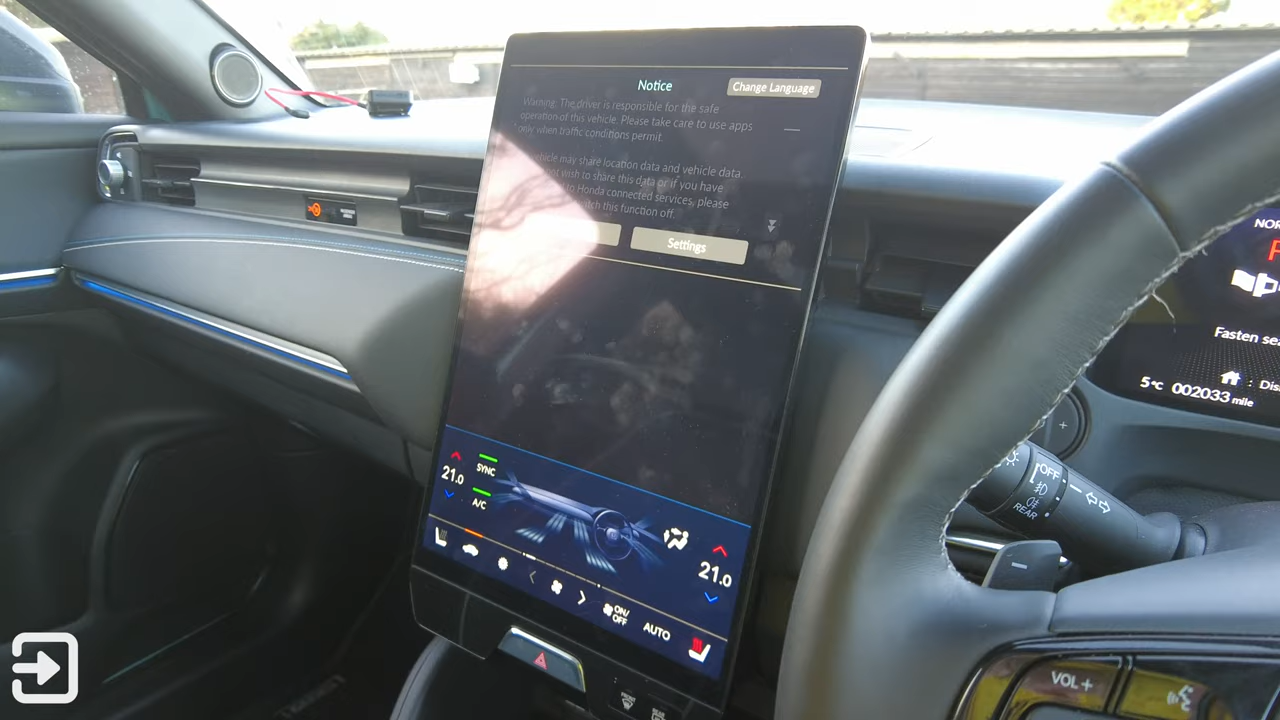 Notice
Change Language
Warning: The driver is responsible for the safe
operation of this vehicle. Please take care to use apps
only when traffic conditions permit.
vehicle may share location data and vehicle data.
wish to share this data or if you have
to Honda connected services, please
this function off.
Settings
21.0
SYNC
A/C
21.0
ON/
OFF
AUTO
FRONT
REAR
Fasten
5°C 002033 mile
OFF
REAR
VOL +